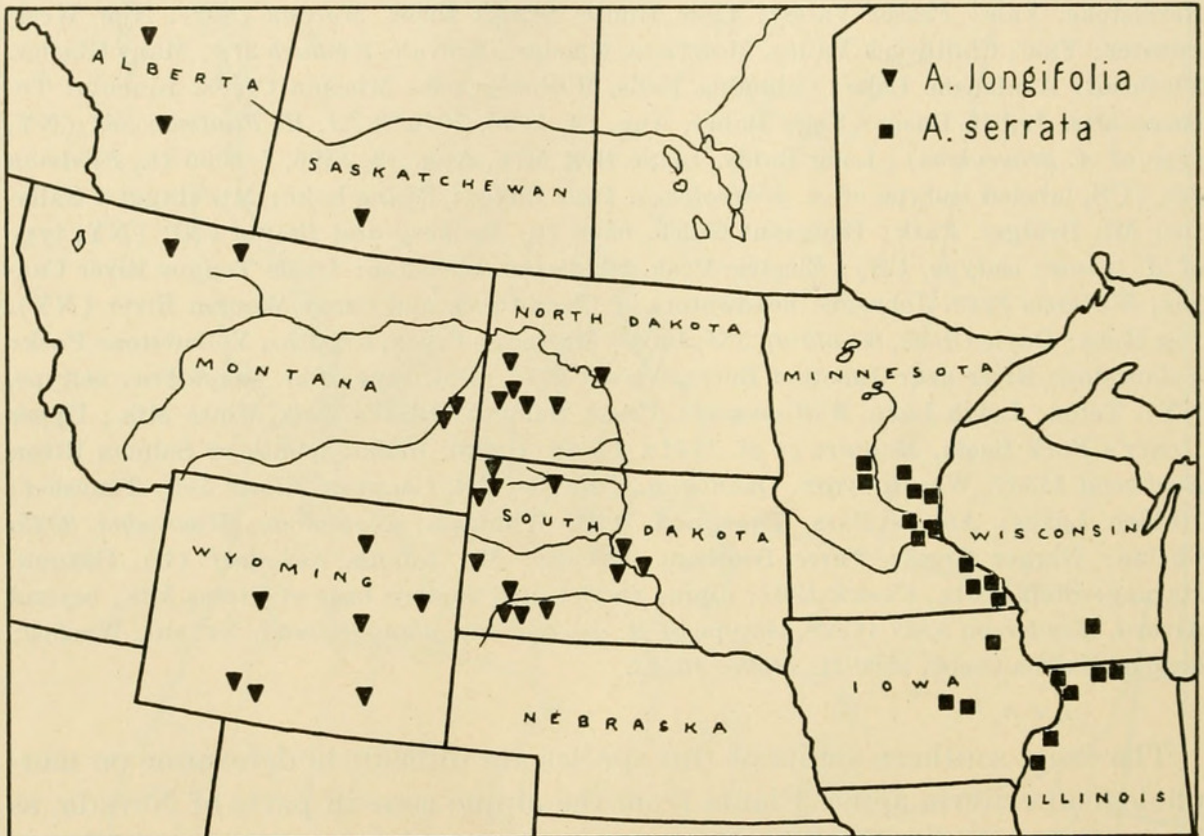 ▼ A. longifolia
■ A. serrata
ALBERTA
SASKATCHEWAN
NORTH DAKOTA
MONTANA
MINNESOTA
SOUTH DAKOTA
WISCONSIN
WYOMING
IOWA
NEBRASKA
ILLINOIS